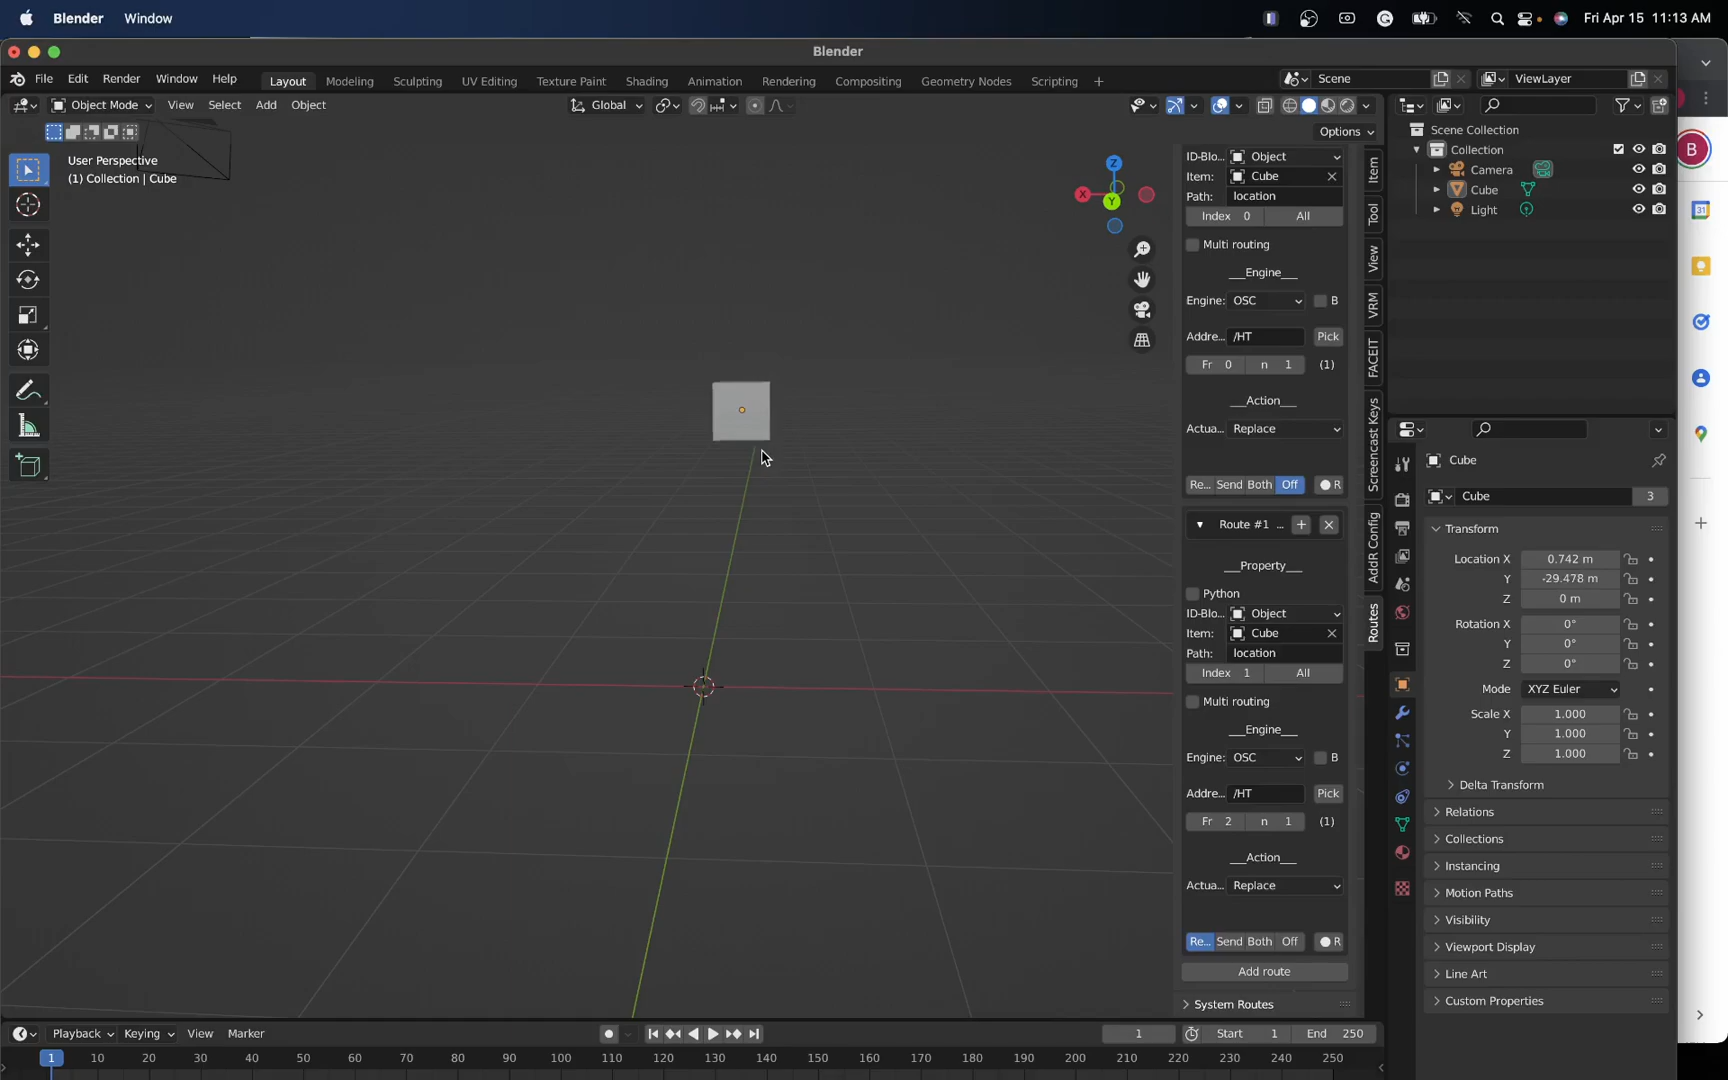 Blender Window Fri Apr 15 11:13 AM
Blender
File Edit Render Window Help Layout Modeling Sculpting UV Editing Texture Paint Shading Animation Rendering Compositing Geometry Nodes Scripting + Scene ViewLayer
Object Mode View Select Add Object Global
Options
User Perspective
(1) Collection | Cube
Z
X
Y
ID-Blo... Object
Item: Cube
Path: location
Index 0 All
Multi routing
__Engine__
Engine: OSC B
Addre... /HT Pick
Fr 0 n 1 (1)
__Action__
Actua... Replace
Re... Send Both Off R
Route #1 ...
__Property__
Python
ID-Blo... Object
Item: Cube
Path: location
Index 1 All
Multi routing
__Engine__
Engine: OSC B
Addre... /HT Pick
Fr 2 n 1 (1)
__Action__
Actua... Replace
Re... Send Both Off R
Add route
System Routes
Item
Tool
View
VRM
FACEIT
Screencast Keys
AddR Config
Routes
Scene Collection
Collection
Camera
Cube
Light
Cube
Cube 3
Transform
Location X 0.742 m
Y -29.478 m
Z 0 m
Rotation X 0°
Y 0°
Z 0°
Mode XYZ Euler
Scale X 1.000
Y 1.000
Z 1.000
Delta Transform
Relations
Collections
Instancing
Motion Paths
Visibility
Viewport Display
Line Art
Custom Properties
B
31
Playback Keying View Marker 1 Start 1 End 250
1 10 20 30 40 50 60 70 80 90 100 110 120 130 140 150 160 170 180 190 200 210 220 230 240 250